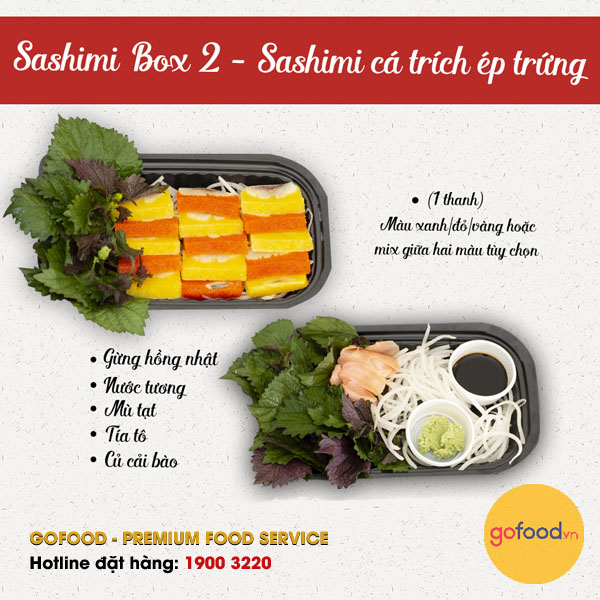 Sashimi Box 2 - Sashimi cá trích ép trứng
• (1 thanh)
Màu xanh/đỏ/vàng hoặc
mix giữa hai màu tùy chọn
• Gừng hồng nhật
• Nước tương
• Mù tạt
• Tía tô
• Củ cải bào
GOFOOD - PREMIUM FOOD SERVICE
Hotline đặt hàng: 1900 3220
gofood.vn